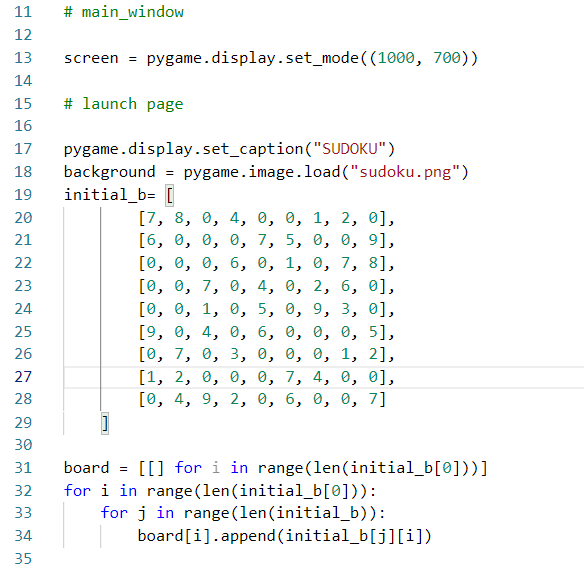 11 # main_window
12
13 screen = pygame.display.set_mode((1000, 700))
14
15 # launch page
16
17 pygame.display.set_caption("SUDOKU")
18 background = pygame.image.load("sudoku.png")
19 initial_b= [
20         [7, 8, 0, 4, 0, 0, 1, 2, 0],
21         [6, 0, 0, 0, 7, 5, 0, 0, 9],
22         [0, 0, 0, 6, 0, 1, 0, 7, 8],
23         [0, 0, 7, 0, 4, 0, 2, 6, 0],
24         [0, 0, 1, 0, 5, 0, 9, 3, 0],
25         [9, 0, 4, 0, 6, 0, 0, 0, 5],
26         [0, 7, 0, 3, 0, 0, 0, 1, 2],
27         [1, 2, 0, 0, 0, 7, 4, 0, 0],
28         [0, 4, 9, 2, 0, 6, 0, 0, 7]
29     ]
30
31 board = [[] for i in range(len(initial_b[0]))]
32 for i in range(len(initial_b[0])):
33     for j in range(len(initial_b)):
34         board[i].append(initial_b[j][i])
35